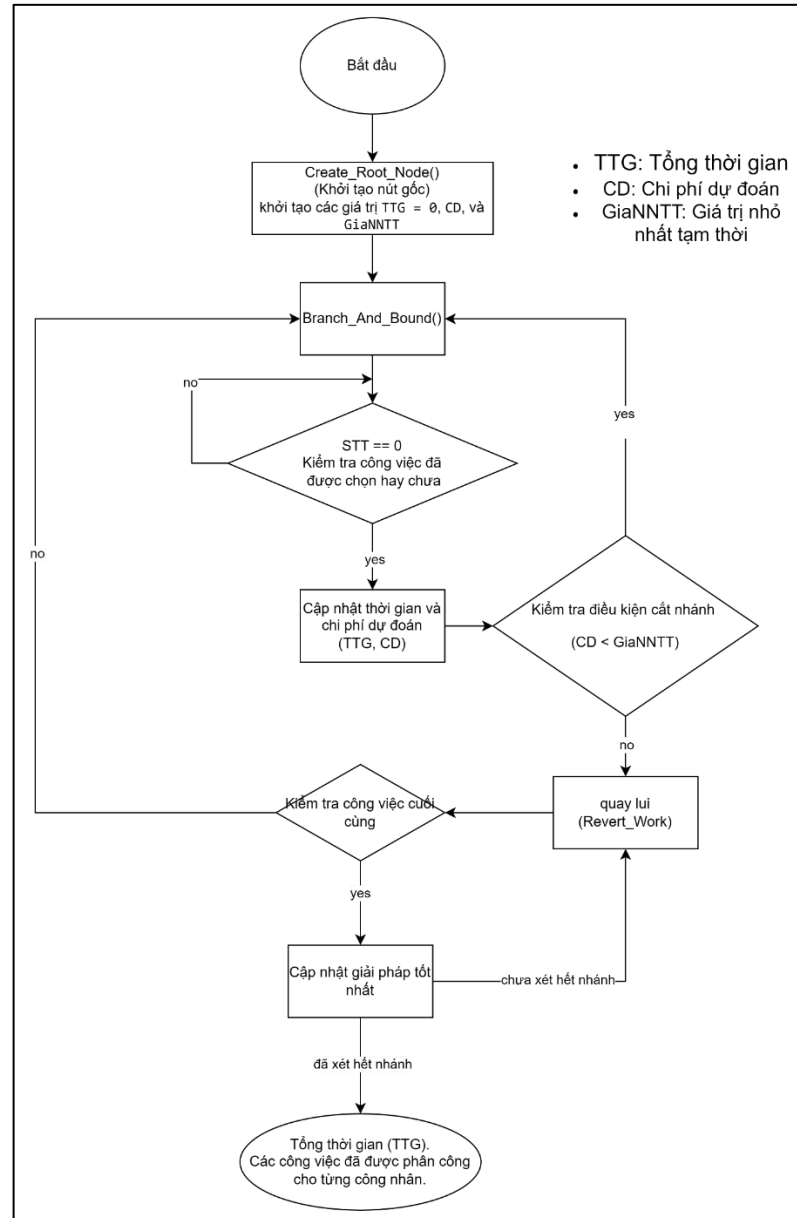 Bắt đầu
Create_Root_Node()
(Khởi tạo nút gốc)
khởi tạo các giá trị TTG = 0, CD, và
GiaNNTT
• TTG: Tổng thời gian
• CD: Chi phí dự đoán
• GiaNNTT: Giá trị nhỏ
nhất tạm thời
Branch_And_Bound()
no
yes
STT == 0
Kiểm tra công việc đã
được chọn hay chưa
no
yes
Cập nhật thời gian và
chi phí dự đoán
(TTG, CD)
Kiểm tra điều kiện cắt nhánh
(CD < GiaNNTT)
no
Kiểm tra công việc cuối
cùng
quay lui
(Revert_Work)
yes
Cập nhật giải pháp tốt
nhất
chưa xét hết nhánh
đã xét hết nhánh
Tổng thời gian (TTG).
Các công việc đã được phân công
cho từng công nhân.